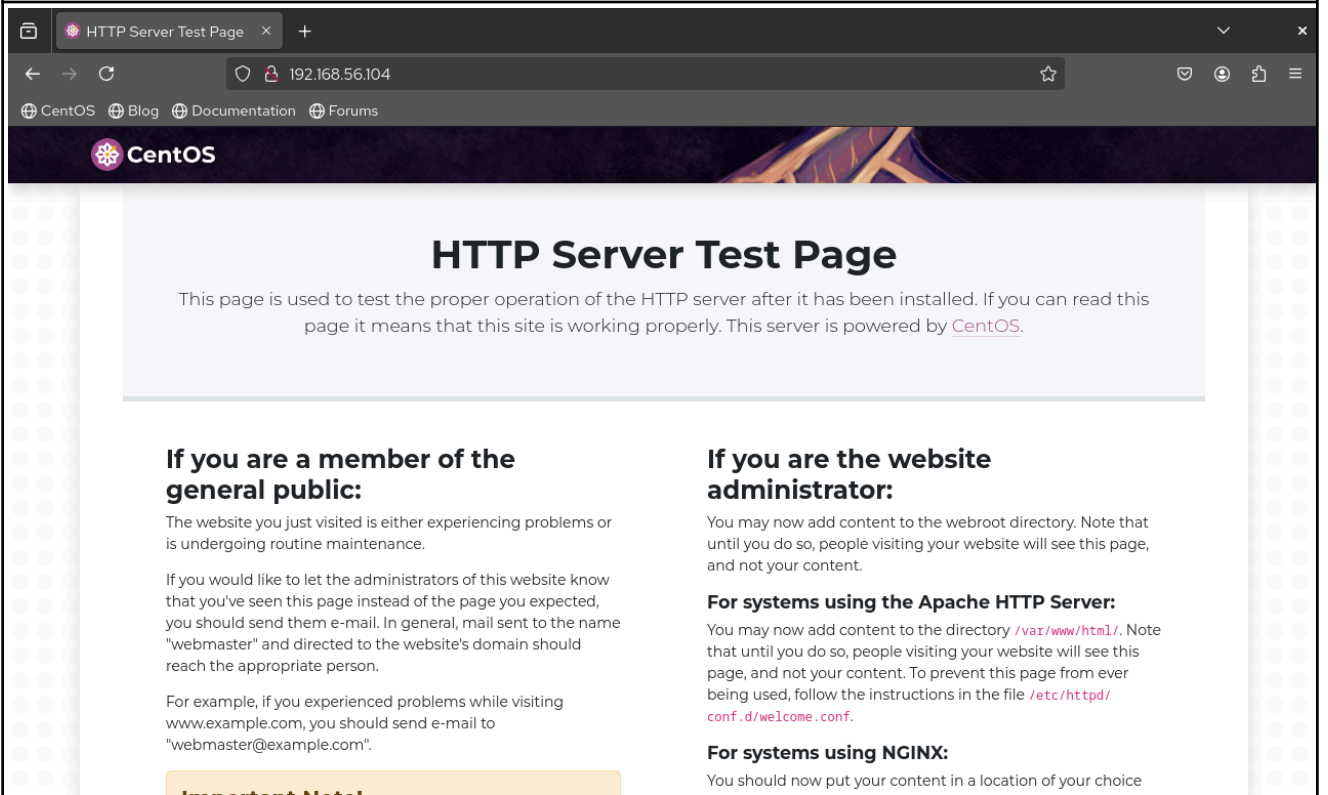 HTTP Server Test Page
192.168.56.104
CentOS Blog Documentation Forums
CentOS
HTTP Server Test Page
This page is used to test the proper operation of the HTTP server after it has been installed. If you can read this
page it means that this site is working properly. This server is powered by CentOS.
If you are a member of the
general public:
The website you just visited is either experiencing problems or
is undergoing routine maintenance.
If you would like to let the administrators of this website know
that you've seen this page instead of the page you expected,
you should send them e-mail. In general, mail sent to the name
"webmaster" and directed to the website's domain should
reach the appropriate person.
For example, if you experienced problems while visiting
www.example.com, you should send e-mail to
"webmaster@example.com".
Important Note!
If you are the website
administrator:
You may now add content to the webroot directory. Note that
until you do so, people visiting your website will see this page,
and not your content.
For systems using the Apache HTTP Server:
You may now add content to the directory /var/www/html/. Note
that until you do so, people visiting your website will see this
page, and not your content. To prevent this page from ever
being used, follow the instructions in the file /etc/httpd/
conf.d/welcome.conf.
For systems using NGINX:
You should now put your content in a location of your choice